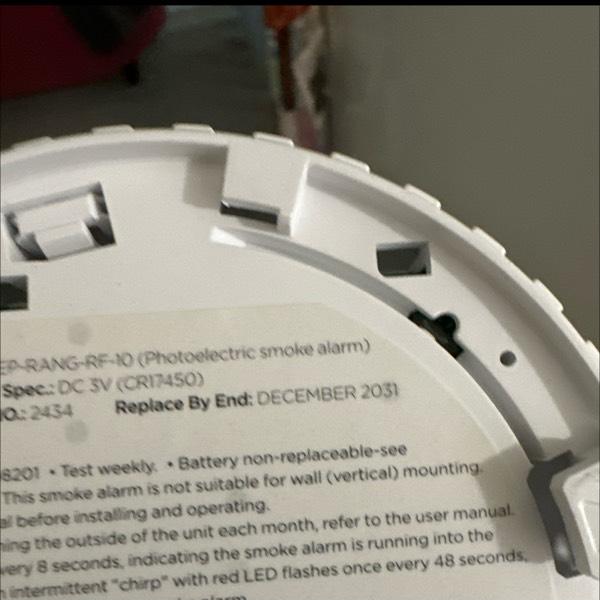 EP-RANG-RF-10 (Photoelectric smoke alarm)
Spec.: DC 3V (CR17450)
NO.: 2434 Replace By End: DECEMBER 2031
8201 • Test weekly. • Battery non-replaceable-see
This smoke alarm is not suitable for wall (vertical) mounting.
al before installing and operating.
ning the outside of the unit each month, refer to the user manual.
very 8 seconds, indicating the smoke alarm is running into the
intermittent "chirp" with red LED flashes once every 48 seconds,
alarm